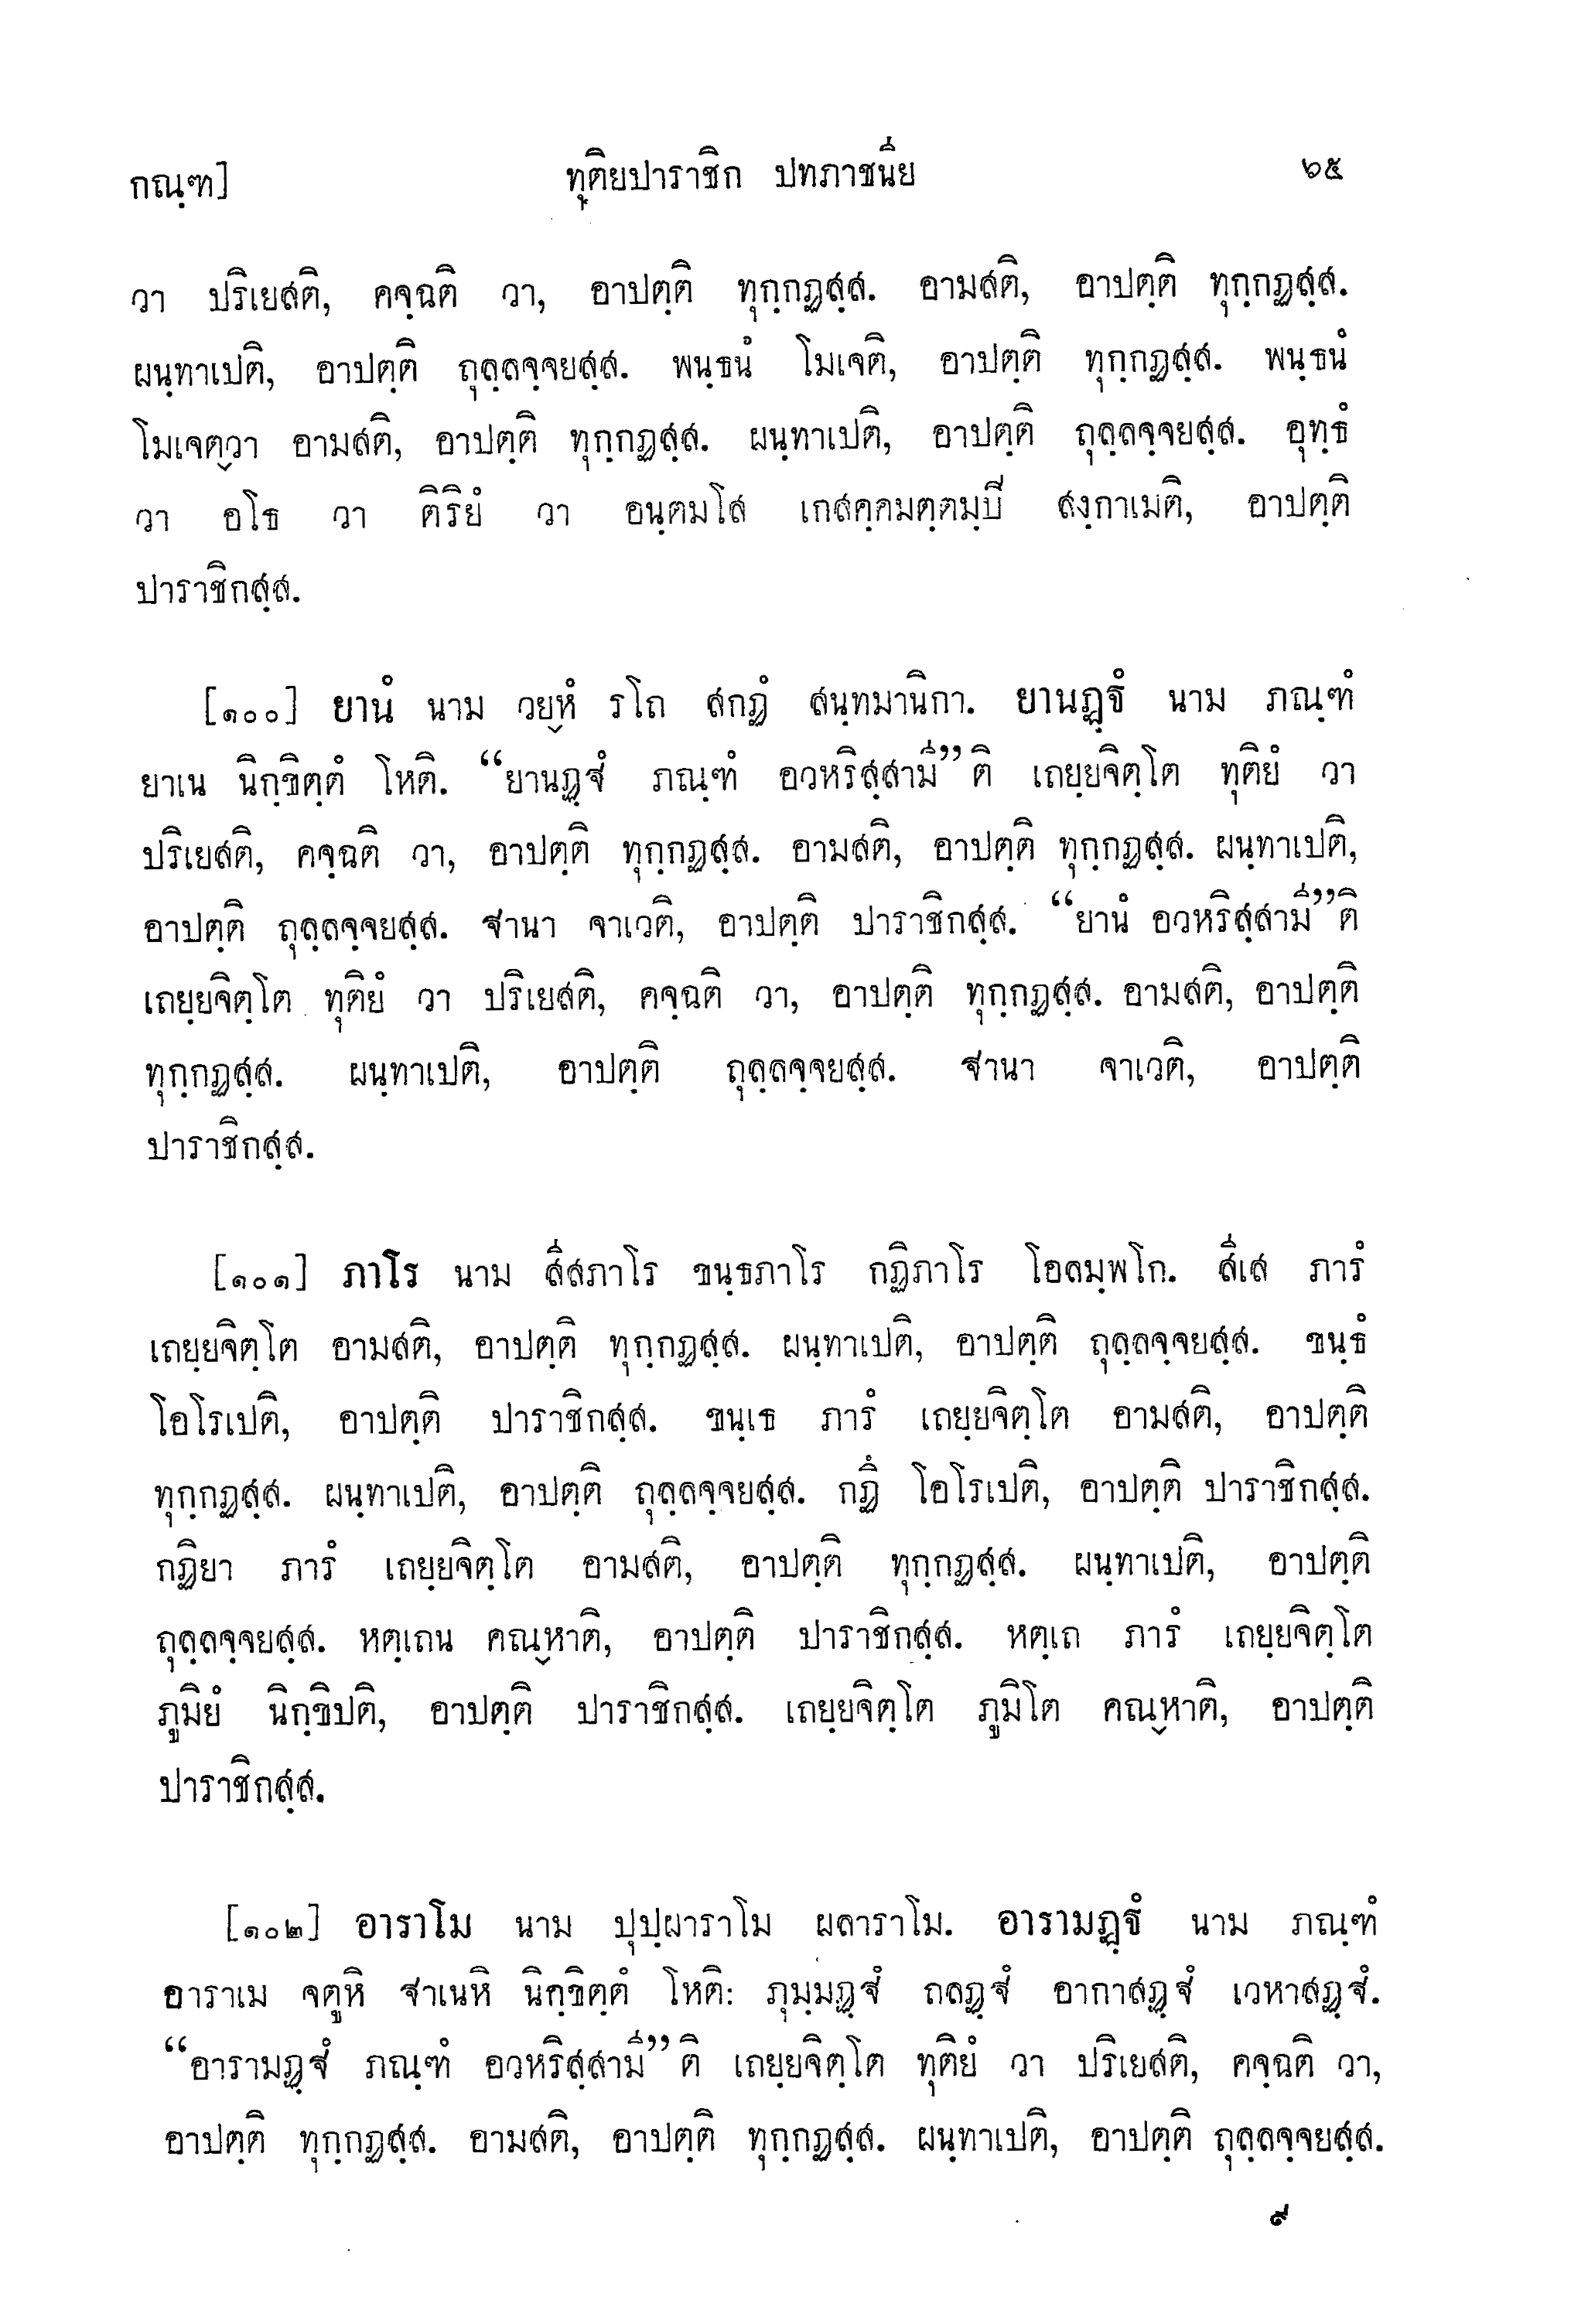 กณฺฑ] ทุติยปาราชิก ปทภาชนีย ๖๕
วา ปริเยสติ, คจฺฉติ วา, อาปตฺติ ทุกฺกฏสฺส. อามสติ, อาปตฺติ ทุกฺกฏสฺส.
ผนฺทาเปติ, อาปตฺติ ถุลฺลจฺจยสฺส. พนฺธนํ โมเจติ, อาปตฺติ ทุกฺกฏสฺส. พนฺธนํ
โมเจตฺวา อามสติ, อาปตฺติ ทุกฺกฏสฺส. ผนฺทาเปติ, อาปตฺติ ถุลฺลจฺจยสฺส. อุทฺธํ
วา อโธ วา ติริยํ วา อนฺตมโส เกสคฺคมตฺตมฺปี สงฺกาเมติ, อาปตฺติ
ปาราชิกสฺส.
[๑๐๐] ยานํ นาม วยฺหํ รโถ สกฏํ สนฺทมานิกา. ยานฏฺฐํ นาม ภณฺฑํ
ยาเน นิกฺขิตฺตํ โหติ. “ยานฏฺฐํ ภณฺฑํ อวหริสฺสามี” ติ เถยฺยจิตฺโต ทุติยํ วา
ปริเยสติ, คจฺฉติ วา, อาปตฺติ ทุกฺกฏสฺส. อามสติ, อาปตฺติ ทุกฺกฏสฺส. ผนฺทาเปติ,
อาปตฺติ ถุลฺลจฺจยสฺส. ฐานา จาเวติ, อาปตฺติ ปาราชิกสฺส. “ยานํ อวหริสฺสามี”ติ
เถยฺยจิตฺโต ทุติยํ วา ปริเยสติ, คจฺฉติ วา, อาปตฺติ ทุกฺกฏสฺส. อามสติ, อาปตฺติ
ทุกฺกฏสฺส. ผนฺทาเปติ, อาปตฺติ ถุลฺลจฺจยสฺส. ฐานา จาเวติ, อาปตฺติ
ปาราชิกสฺส.
[๑๐๑] ภาโร นาม สีสภาโร ขนฺธภาโร กฏิภาโร โอลมฺพโก. สีเส ภารํ
เถยฺยจิตฺโต อามสติ, อาปตฺติ ทุกฺกฏสฺส. ผนฺทาเปติ, อาปตฺติ ถุลฺลจฺจยสฺส. ขนฺธํ
โอโรเปติ, อาปตฺติ ปาราชิกสฺส. ขนฺเธ ภารํ เถยฺยจิตฺโต อามสติ, อาปตฺติ
ทุกฺกฏสฺส. ผนฺทาเปติ, อาปตฺติ ถุลฺลจฺจยสฺส. กฏึ โอโรเปติ, อาปตฺติ ปาราชิกสฺส.
กฏิยา ภารํ เถยฺยจิตฺโต อามสติ, อาปตฺติ ทุกฺกฏสฺส. ผนฺทาเปติ, อาปตฺติ
ถุลฺลจฺจยสฺส. หตฺเถน คณฺหาติ, อาปตฺติ ปาราชิกสฺส. หตฺเถ ภารํ เถยฺยจิตฺโต
ภูมิยํ นิกฺขิปติ, อาปตฺติ ปาราชิกสฺส. เถยฺยจิตฺโต ภูมิโต คณฺหาติ, อาปตฺติ
ปาราชิกสฺส.
[๑๐๒] อาราโม นาม ปุปฺผาราโม ผลาราโม. อารามฏฺฐํ นาม ภณฺฑํ
อาราเม จตูหิ ฐาเนหิ นิกฺขิตฺตํ โหติ: ภุมฺมฏฺฐํ ถลฏฺฐํ อากาสฏฺฐํ เวหาสฏฺฐํ.
“อารามฏฺฐํ ภณฺฑํ อวหริสฺสามี” ติ เถยฺยจิตฺโต ทุติยํ วา ปริเยสติ, คจฺฉติ วา,
อาปตฺติ ทุกฺกฏสฺส. อามสติ, อาปตฺติ ทุกฺกฏสฺส. ผนฺทาเปติ, อาปตฺติ ถุลฺลจฺจยสฺส.
๙